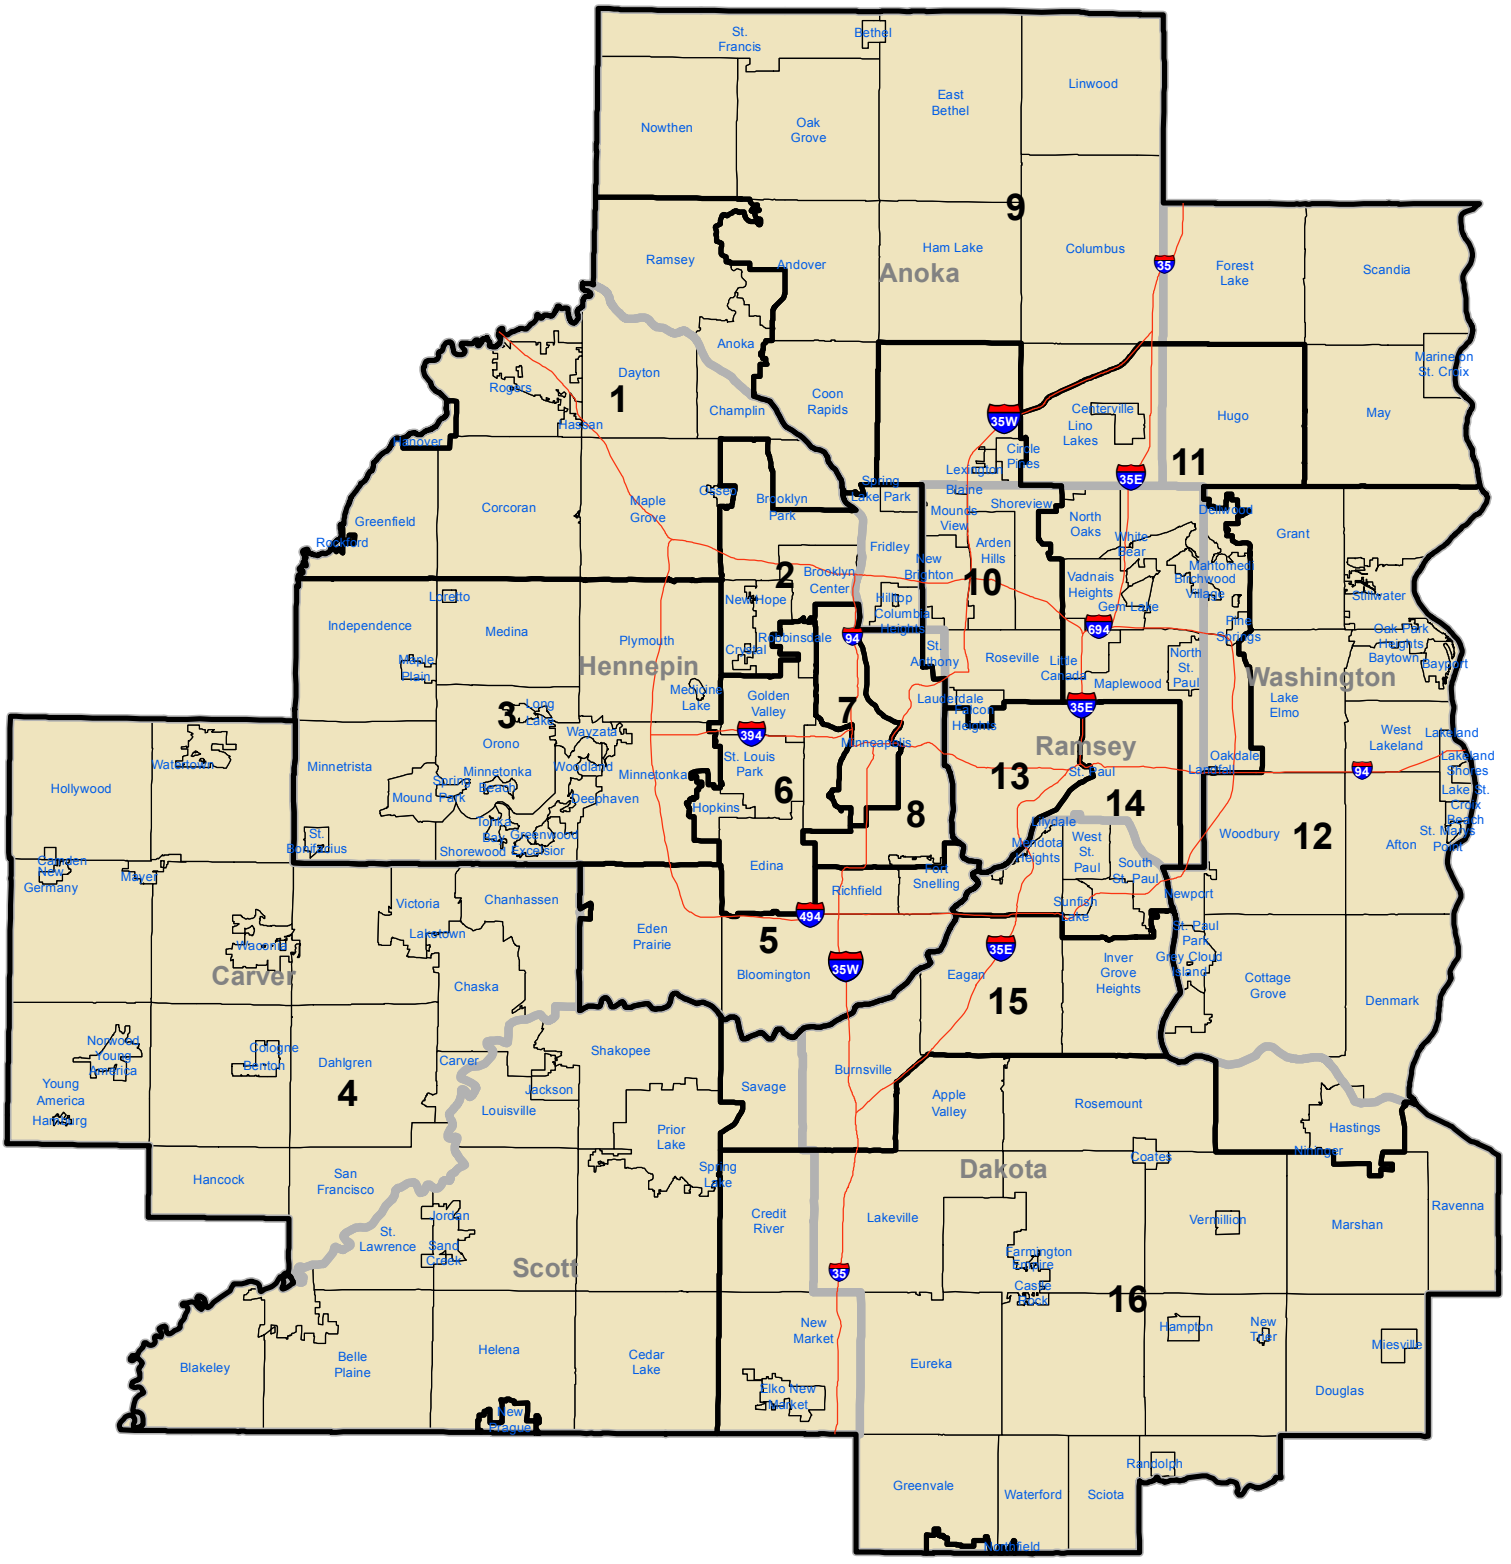 St.
Francis
Bethel
Linwood
East
Bethel
Nowthen
Oak
Grove
9
Ramsey
Andover
Ham Lake
Columbus
Anoka
35
Forest
Lake
Scandia
Anoka
Marine on
St. Croix
Rogers
Dayton
1
Champlin
Coon
Rapids
Hassan
35W
Centerville
Lino
Lakes
Hugo
May
Hanover
Circle
Pines
Lexington
35E
11
Corcoran
Maple
Grove
Osseo
Brooklyn
Park
Spring
Lake Park
Blaine
Mounds
View
Shoreview
North
Oaks
Dellwood
Grant
Greenfield
Rockford
Fridley
New
Brighton
Arden
Hills
White
Bear
Mahtomedi
Birchwood
Village
2
Brooklyn
Center
10
Vadnais
Heights
Gem Lake
Stillwater
Loretto
New Hope
Hilltop
Columbia
Heights
Independence
Medina
Plymouth
Robbinsdale
94
694
Pine
Springs
Oak Park
Heights
Baytown
Bayport
Crystal
St.
Anthony
Roseville
Little
Canada
North
St.
Paul
Maple
Plain
Hennepin
Maplewood
Washington
Medicine
Lake
Golden
Valley
Lauderdale
Falcon
Heights
35E
Lake
Elmo
3
Long
Lake
Orono
Wayzata
7
394
Minneapolis
Ramsey
West
Lakeland
Lakeland
Lakeland
Shores
Watertown
Hollywood
Minnetrista
Woodland
Minnetonka
St. Louis
Park
Oakdale
Landfall
94
Mound
Spring
Park
Minnetonka
Beach
Deephaven
6
Hopkins
13
St. Paul
14
Lake St.
Croix
Beach
St. Marys
Point
St.
Bonifacius
Tonka
Bay
Greenwood
Shorewood
Excelsior
8
Lilydale
Mendota
Heights
West
St.
Paul
South
St. Paul
Woodbury
12
Afton
Camden
New
Germany
Mayer
Edina
Richfield
Fort
Snelling
Newport
Victoria
Chanhassen
Sunfish
Lake
Waconia
Laketown
Eden
Prairie
494
5
35W
35E
St. Paul
Park
Grey Cloud
Island
Carver
Chaska
Bloomington
Eagan
15
Inver
Grove
Heights
Cottage
Grove
Denmark
Norwood
Young
America
Cologne
Benton
Dahlgren
Carver
Shakopee
Burnsville
Young
America
4
Jackson
Louisville
Savage
Apple
Valley
Rosemount
Hamburg
Prior
Lake
Hastings
Nininger
Hancock
San
Francisco
Spring
Lake
Dakota
Coates
Jordan
St.
Lawrence
Sand
Creek
Credit
River
Lakeville
Vermillion
Marshan
Ravenna
Scott
35
Farmington
Empire
Castle
Rock
16
Hampton
New
Trier
Miesville
Blakeley
Belle
Plaine
Helena
Cedar
Lake
New
Market
Eureka
Douglas
Elko New
Market
New
Prague
Randolph
Greenvale
Waterford
Sciota
Northfield